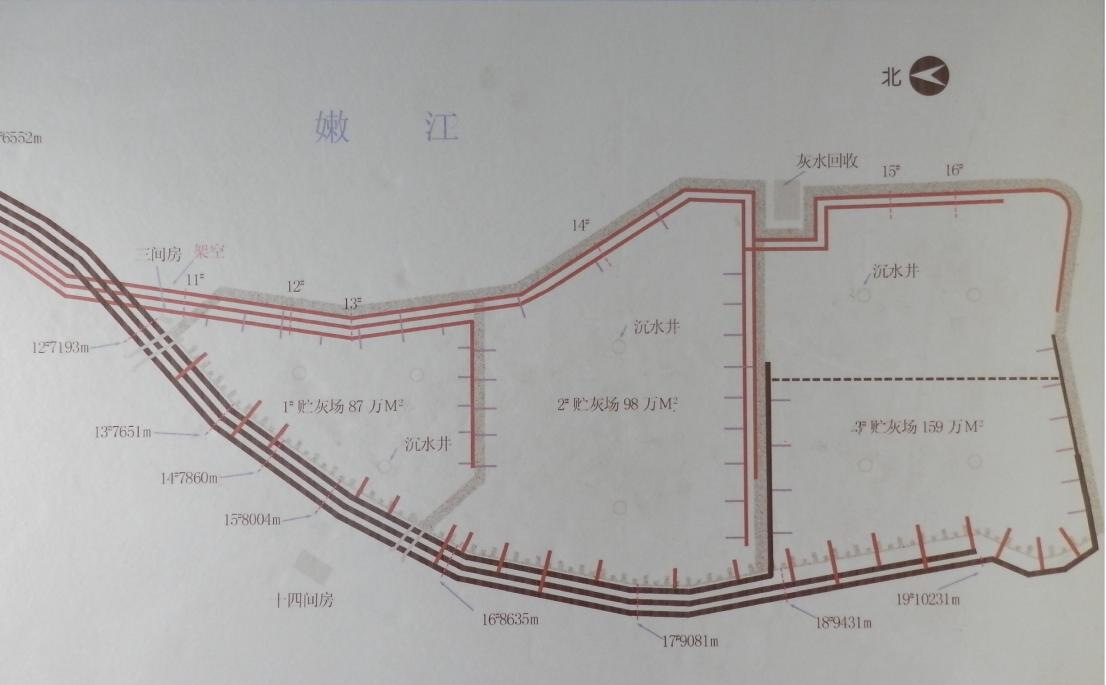 北
嫩江
#6552m
灰水回收
15#
16#
14#
三间房
架空
11#
12#
13#
沉水井
沉水井
12#7193m
1#贮灰场 87 万M²
2#贮灰场 98 万M²
3#贮灰场 159 万M²
13#7651m
沉水井
14#7860m
15#8004m
十四间房
16#8635m
17#9081m
18#9431m
19#10231m